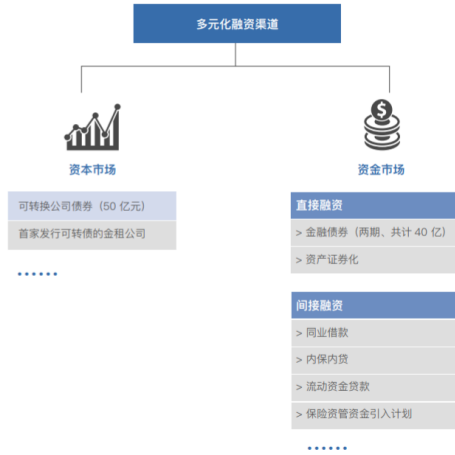 多元化融资渠道
资本市场
可转换公司债券（50 亿元）
首家发行可转债的金租公司
......
资金市场
直接融资
> 金融债券（两期、共计 40 亿）
> 资产证券化
间接融资
> 同业借款
> 内保内贷
> 流动资金贷款
> 保险资管资金引入计划
......